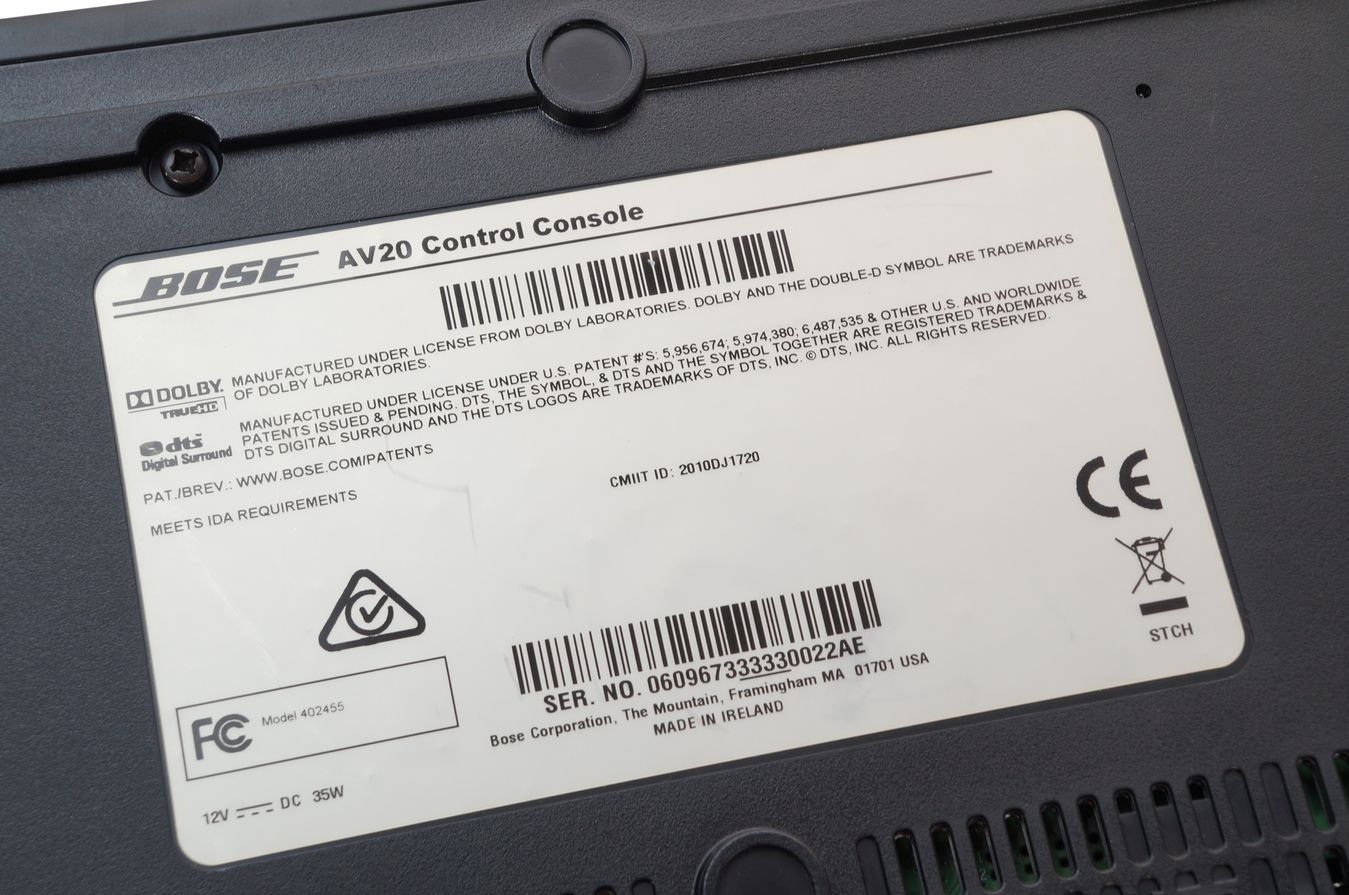 BOSE AV20 Control Console
MANUFACTURED UNDER LICENSE FROM DOLBY LABORATORIES. DOLBY AND THE DOUBLE-D SYMBOL ARE TRADEMARKS
OF DOLBY LABORATORIES.
DOLBY
TRUEHD
MANUFACTURED UNDER LICENSE UNDER U.S. PATENT #'S: 5,956,674; 5,974,380; 6,487,535 & OTHER U.S. AND WORLDWIDE
PATENTS ISSUED & PENDING. DTS, THE SYMBOL, & DTS AND THE SYMBOL TOGETHER ARE REGISTERED TRADEMARKS &
DTS DIGITAL SURROUND AND THE DTS LOGOS ARE TRADEMARKS OF DTS, INC. © DTS, INC. ALL RIGHTS RESERVED.
dts
Digital Surround
PAT./BREV.: WWW.BOSE.COM/PATENTS
MEETS IDA REQUIREMENTS
CMIIT ID: 2010DJ1720
CE
STCH
FC Model 402455
SER. NO. 060967333330022AE
Bose Corporation, The Mountain, Framingham MA 01701 USA
MADE IN IRELAND
12V DC 35W